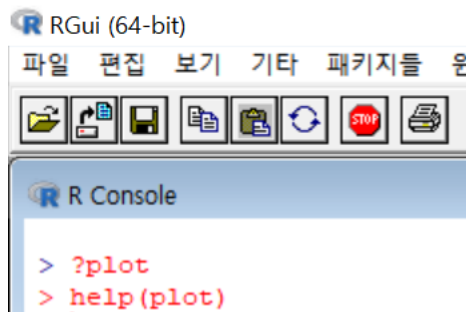 RGui (64-bit)
파일 편집 보기 기타 패키지들
STOP
R Console
> ?plot
> help(plot)